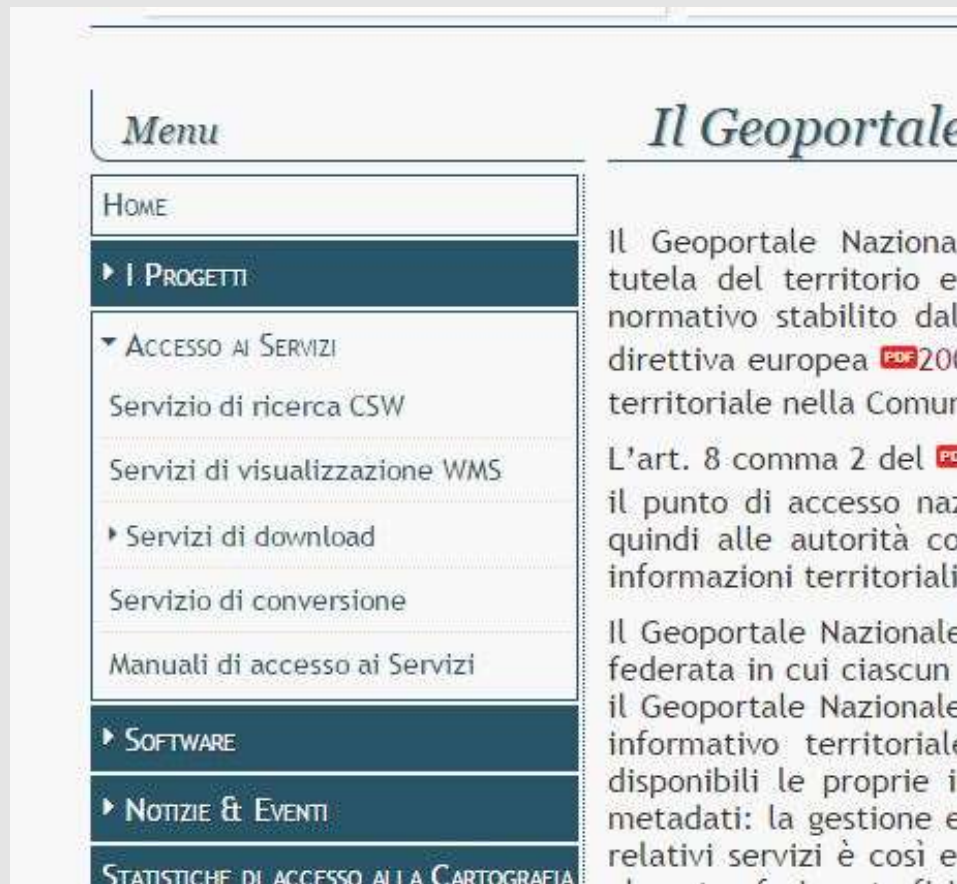 Menu
Home
I Progetti
Accesso ai Servizi
Servizio di ricerca CSW
Servizi di visualizzazione WMS
Servizi di download
Servizio di conversione
Manuali di accesso ai Servizi
Software
Notizie & Eventi
Statistiche di accesso alla Cartografia
Il Geoportale
Il Geoportale Naziona
tutela del territorio e
normativo stabilito dal
direttiva europea PDF 200
territoriale nella Comun
L'art. 8 comma 2 del
il punto di accesso naz
quindi alle autorità co
informazioni territoriali
Il Geoportale Nazionale
federata in cui ciascun
il Geoportale Nazionale
informativo territoriale
disponibili le proprie i
metadati: la gestione e
relativi servizi è così e